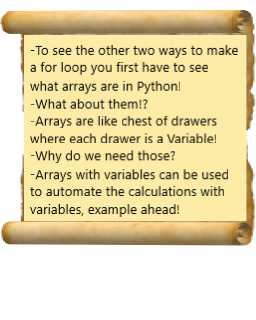 -To see the other two ways to make
a for loop you first have to see
what arrays are in Python!
-What about them!?
-Arrays are like chest of drawers
where each drawer is a Variable!
-Why do we need those?
-Arrays with variables can be used
to automate the calculations with
variables, example ahead!